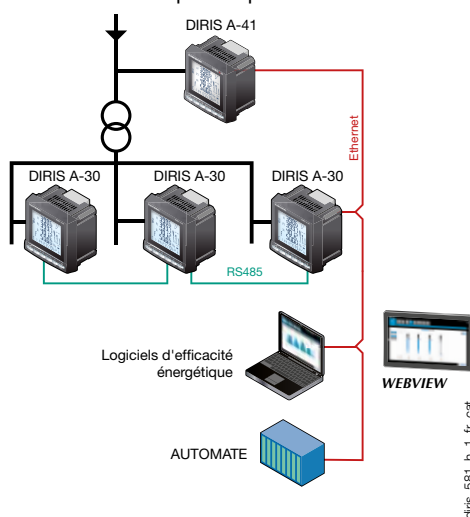 DIRIS A-41
Ethernet
DIRIS A-30
DIRIS A-30
DIRIS A-30
RS485
Logiciels d'efficacité
énergétique
WEBVIEW
AUTOMATE